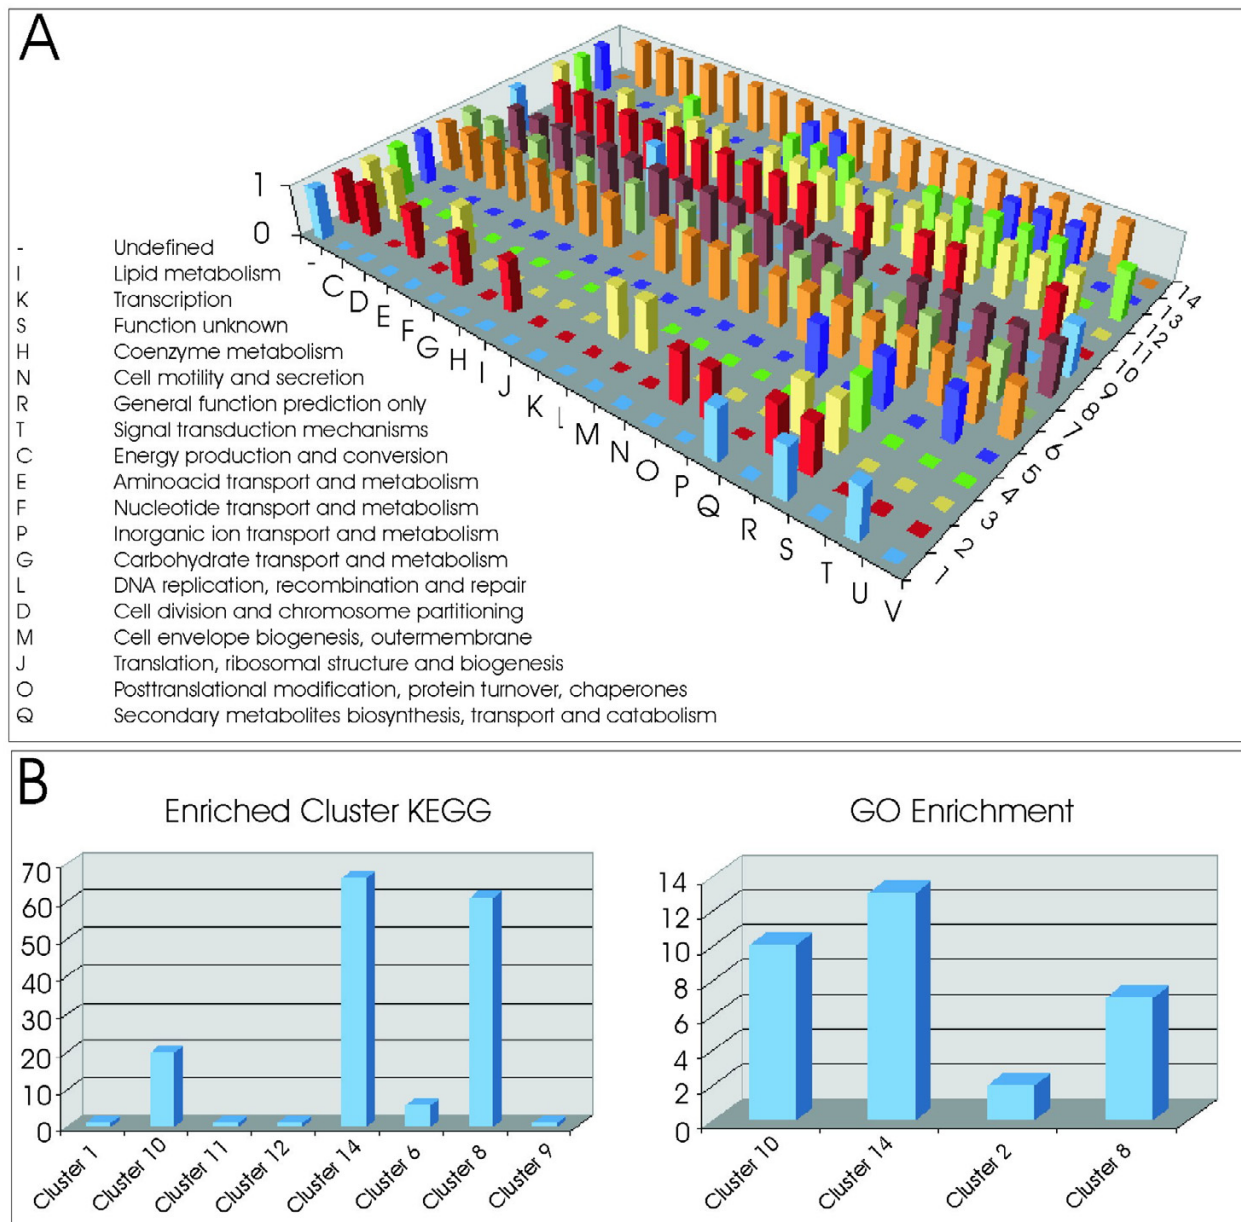 A
1
0
- Undefined
I Lipid metabolism
K Transcription
S Function unknown
H Coenzyme metabolism
N Cell motility and secretion
R General function prediction only
T Signal transduction mechanisms
C Energy production and conversion
E Aminoacid transport and metabolism
F Nucleotide transport and metabolism
P Inorganic ion transport and metabolism
G Carbohydrate transport and metabolism
L DNA replication, recombination and repair
D Cell division and chromosome partitioning
M Cell envelope biogenesis, outermembrane
J Translation, ribosomal structure and biogenesis
O Posttranslational modification, protein turnover, chaperones
Q Secondary metabolites biosynthesis, transport and catabolism
- C D E F G H I J K L M N O P Q R S T U V
1 2 3 4 5 6 7 8 9 10 11 12 13 14
B
Enriched Cluster KEGG
70
60
50
40
30
20
10
0
Cluster 1 Cluster 10 Cluster 11 Cluster 12 Cluster 14 Cluster 6 Cluster 8 Cluster 9
GO Enrichment
14
12
10
8
6
4
2
0
Cluster 10 Cluster 14 Cluster 2 Cluster 8